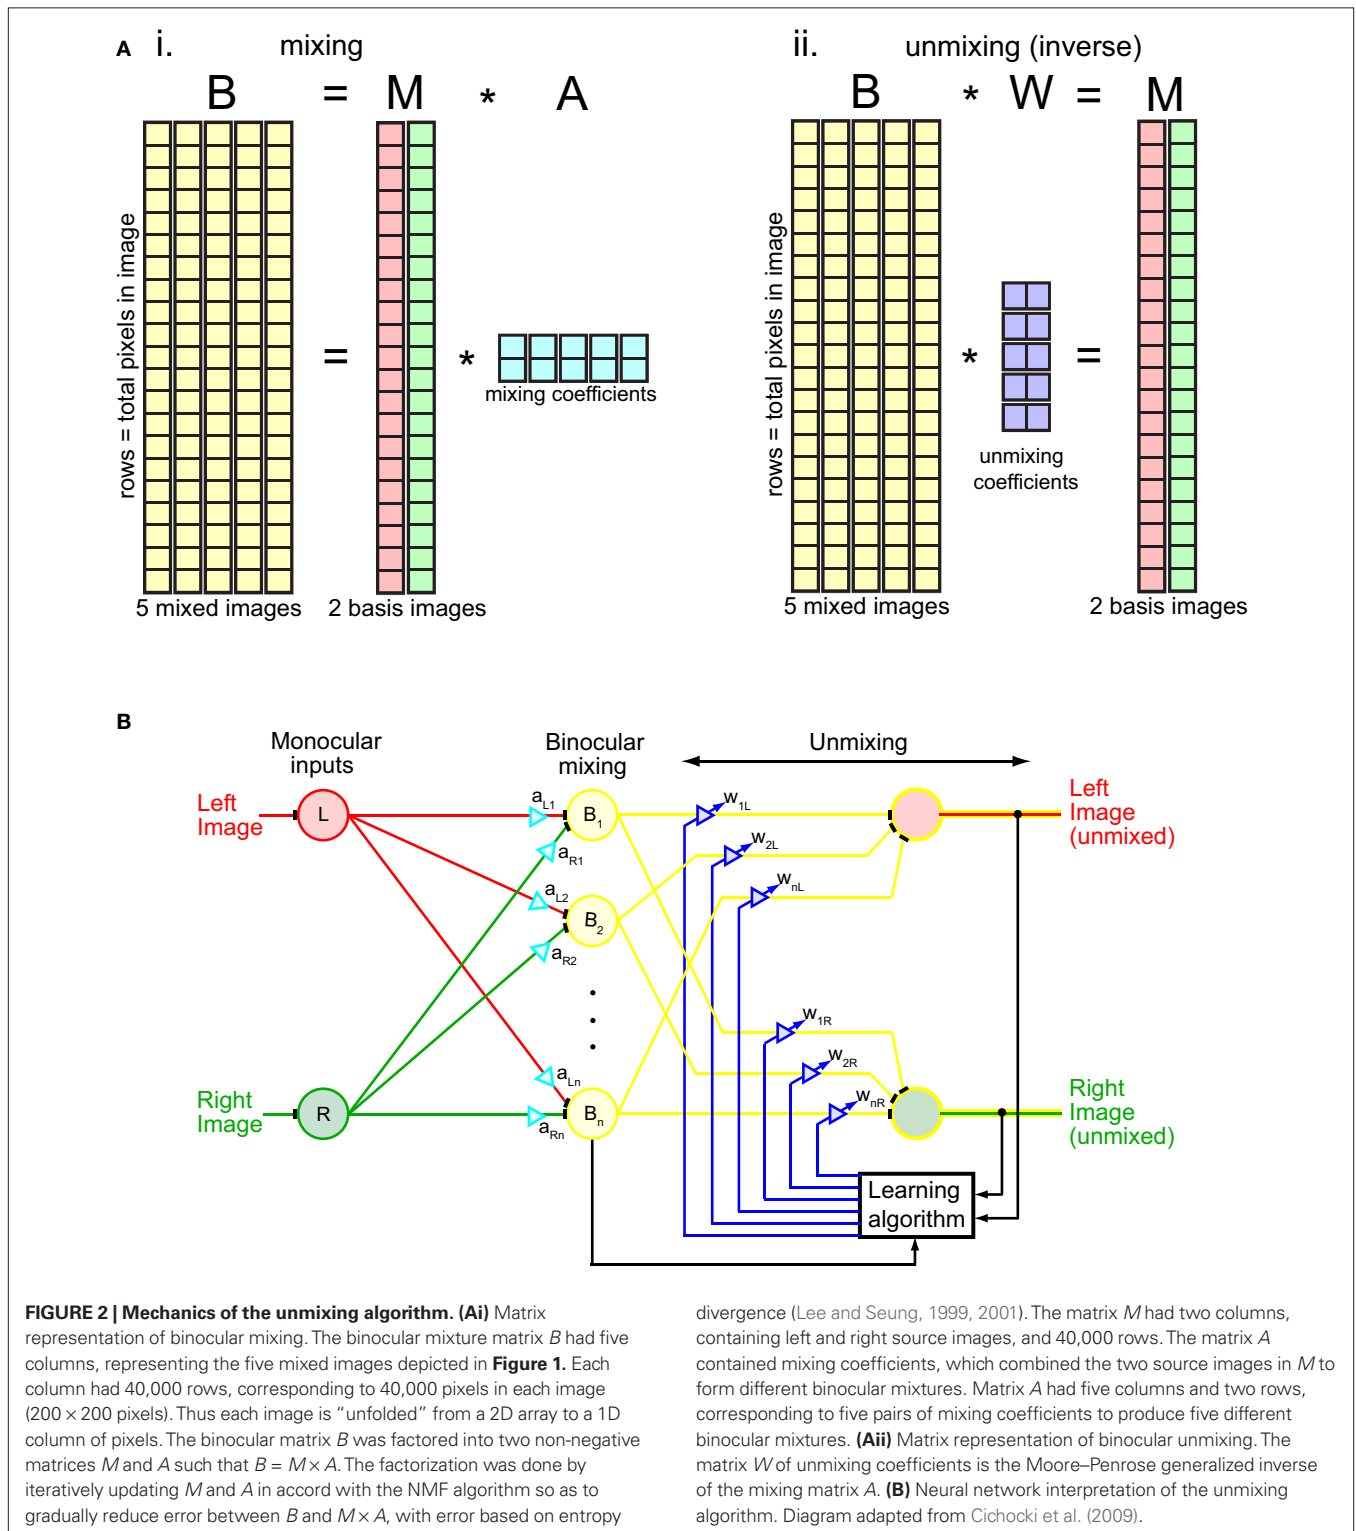 A i. mixing
B = M * A
rows = total pixels in image
= *
mixing coefficients
5 mixed images 2 basis images
ii. unmixing (inverse)
B * W = M
rows = total pixels in image
* =
unmixing
coefficients
5 mixed images 2 basis images
B
Monocular
inputs
Binocular
mixing
Unmixing
Left
Image
L
aL1
aR1
B1
aL2
aR2
B2
Right
Image
R
aLn
aRn
Bn
w1L
w2L
wnL
w1R
w2R
wnR
Left
Image
(unmixed)
Right
Image
(unmixed)
Learning
algorithm
FIGURE 2 | Mechanics of the unmixing algorithm. (Ai) Matrix
representation of binocular mixing. The binocular mixture matrix B had five
columns, representing the five mixed images depicted in Figure 1. Each
column had 40,000 rows, corresponding to 40,000 pixels in each image
(200 × 200 pixels). Thus each image is “unfolded” from a 2D array to a 1D
column of pixels. The binocular matrix B was factored into two non-negative
matrices M and A such that B = M × A. The factorization was done by
iteratively updating M and A in accord with the NMF algorithm so as to
gradually reduce error between B and M × A, with error based on entropy
divergence (Lee and Seung, 1999, 2001). The matrix M had two columns,
containing left and right source images, and 40,000 rows. The matrix A
contained mixing coefficients, which combined the two source images in M to
form different binocular mixtures. Matrix A had five columns and two rows,
corresponding to five pairs of mixing coefficients to produce five different
binocular mixtures. (Aii) Matrix representation of binocular unmixing. The
matrix W of unmixing coefficients is the Moore–Penrose generalized inverse
of the mixing matrix A. (B) Neural network interpretation of the unmixing
algorithm. Diagram adapted from Cichocki et al. (2009).